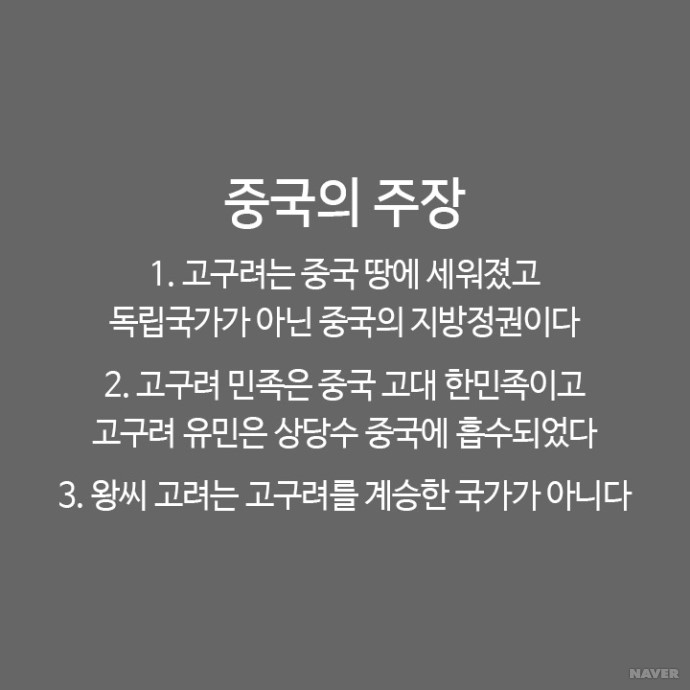 중국의 주장
1. 고구려는 중국 땅에 세워졌고
독립국가가 아닌 중국의 지방정권이다
2. 고구려 민족은 중국 고대 한민족이고
고구려 유민은 상당수 중국에 흡수되었다
3. 왕씨 고려는 고구려를 계승한 국가가 아니다
NAVER